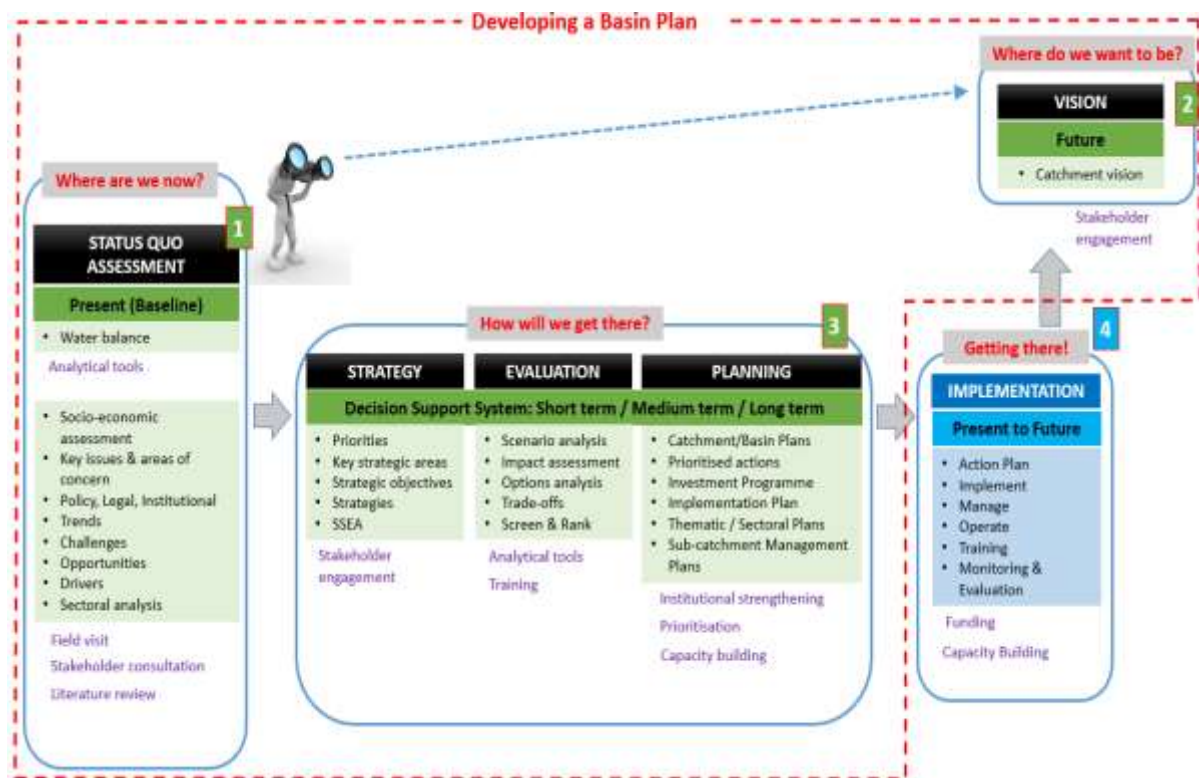 Developing a Basin Plan
Where do we want to be?
VISION
2
Future
• Catchment vision
Stakeholder
engagement
Where are we now?
1
STATUS QUO
ASSESSMENT
Present (Baseline)
• Water balance
Analytical tools
• Socio-economic
assessment
• Key issues & areas of
concern
• Policy, Legal, Institutional
• Trends
• Challenges
• Opportunities
• Drivers
• Sectoral analysis
Field visit
Stakeholder consultation
Literature review
How will we get there?
3
STRATEGY
EVALUATION
PLANNING
Decision Support System: Short term / Medium term / Long term
• Priorities
• Key strategic areas
• Strategic objectives
• Strategies
• SSEA
Stakeholder
engagement
• Scenario analysis
• Impact assessment
• Options analysis
• Trade-offs
• Screen & Rank
Analytical tools
Training
• Catchment/Basin Plans
• Prioritised actions
• Investment Programme
• Implementation Plan
• Thematic / Sectoral Plans
• Sub-catchment Management
Plans
Institutional strengthening
Prioritisation
Capacity building
Getting there!
4
IMPLEMENTATION
Present to Future
• Action Plan
• Implement
• Manage
• Operate
• Training
• Monitoring &
Evaluation
Funding
Capacity Building